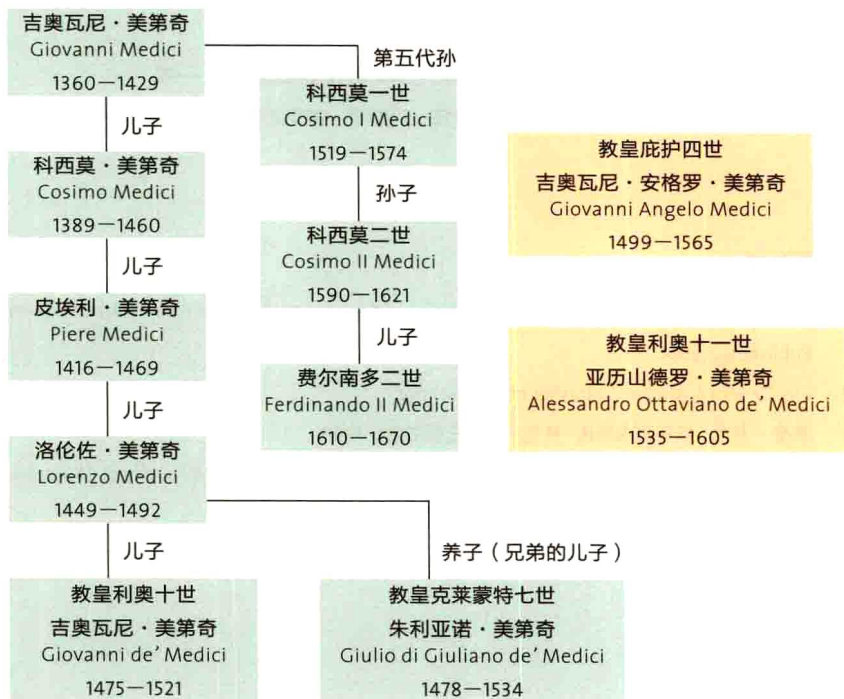 吉奥瓦尼·美第奇
Giovanni Medici
1360—1429
第五代孙
儿子
科西莫一世
Cosimo I Medici
1519—1574
科西莫·美第奇
Cosimo Medici
1389—1460
孙子
教皇庇护四世
吉奥瓦尼·安格罗·美第奇
Giovanni Angelo Medici
1499—1565
儿子
科西莫二世
Cosimo II Medici
1590—1621
皮埃利·美第奇
Piere Medici
1416—1469
儿子
教皇利奥十一世
亚历山德罗·美第奇
Alessandro Ottaviano de’ Medici
1535—1605
儿子
费尔南多二世
Ferdinando II Medici
1610—1670
洛伦佐·美第奇
Lorenzo Medici
1449—1492
儿子
养子（兄弟的儿子）
教皇利奥十世
吉奥瓦尼·美第奇
Giovanni de’ Medici
1475—1521
教皇克莱蒙特七世
朱利亚诺·美第奇
Giulio di Giuliano de’ Medici
1478—1534